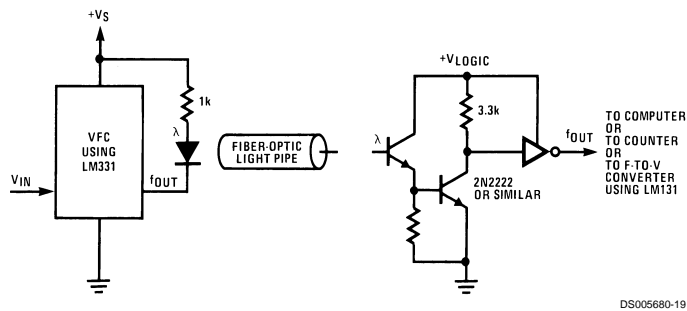 +VS
1k
λ
VFC
USING
LM331
VIN
fOUT
FIBER-OPTIC
LIGHT PIPE
+VLOGIC
3.3k
λ
2N2222
OR SIMILAR
fOUT
TO COMPUTER
OR
TO COUNTER
OR
TO F-TO-V
CONVERTER
USING LM131
DS005680-19